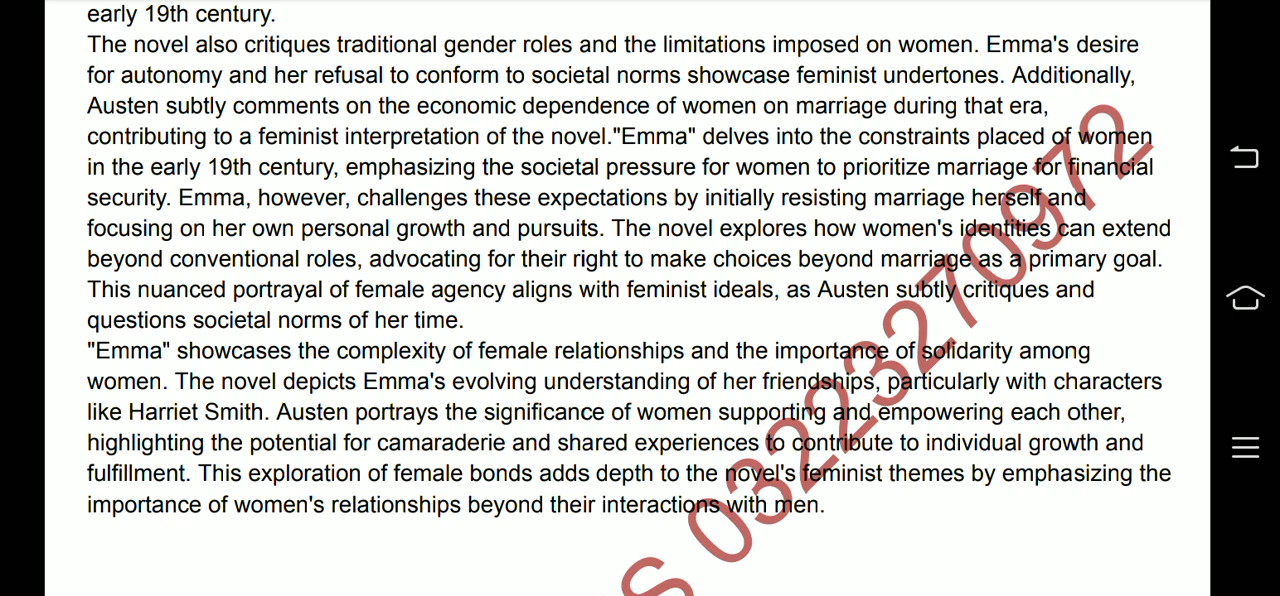 early 19th century.
The novel also critiques traditional gender roles and the limitations imposed on women. Emma's desire
for autonomy and her refusal to conform to societal norms showcase feminist undertones. Additionally,
Austen subtly comments on the economic dependence of women on marriage during that era,
contributing to a feminist interpretation of the novel."Emma" delves into the constraints placed of women
in the early 19th century, emphasizing the societal pressure for women to prioritize marriage for financial
security. Emma, however, challenges these expectations by initially resisting marriage herself and
focusing on her own personal growth and pursuits. The novel explores how women's identities can extend
beyond conventional roles, advocating for their right to make choices beyond marriage as a primary goal.
This nuanced portrayal of female agency aligns with feminist ideals, as Austen subtly critiques and
questions societal norms of her time.
"Emma" showcases the complexity of female relationships and the importance of solidarity among
women. The novel depicts Emma's evolving understanding of her friendships, particularly with characters
like Harriet Smith. Austen portrays the significance of women supporting and empowering each other,
highlighting the potential for camaraderie and shared experiences to contribute to individual growth and
fulfillment. This exploration of female bonds adds depth to the novel's feminist themes by emphasizing the
importance of women's relationships beyond their interactions with men.
S 03223270972